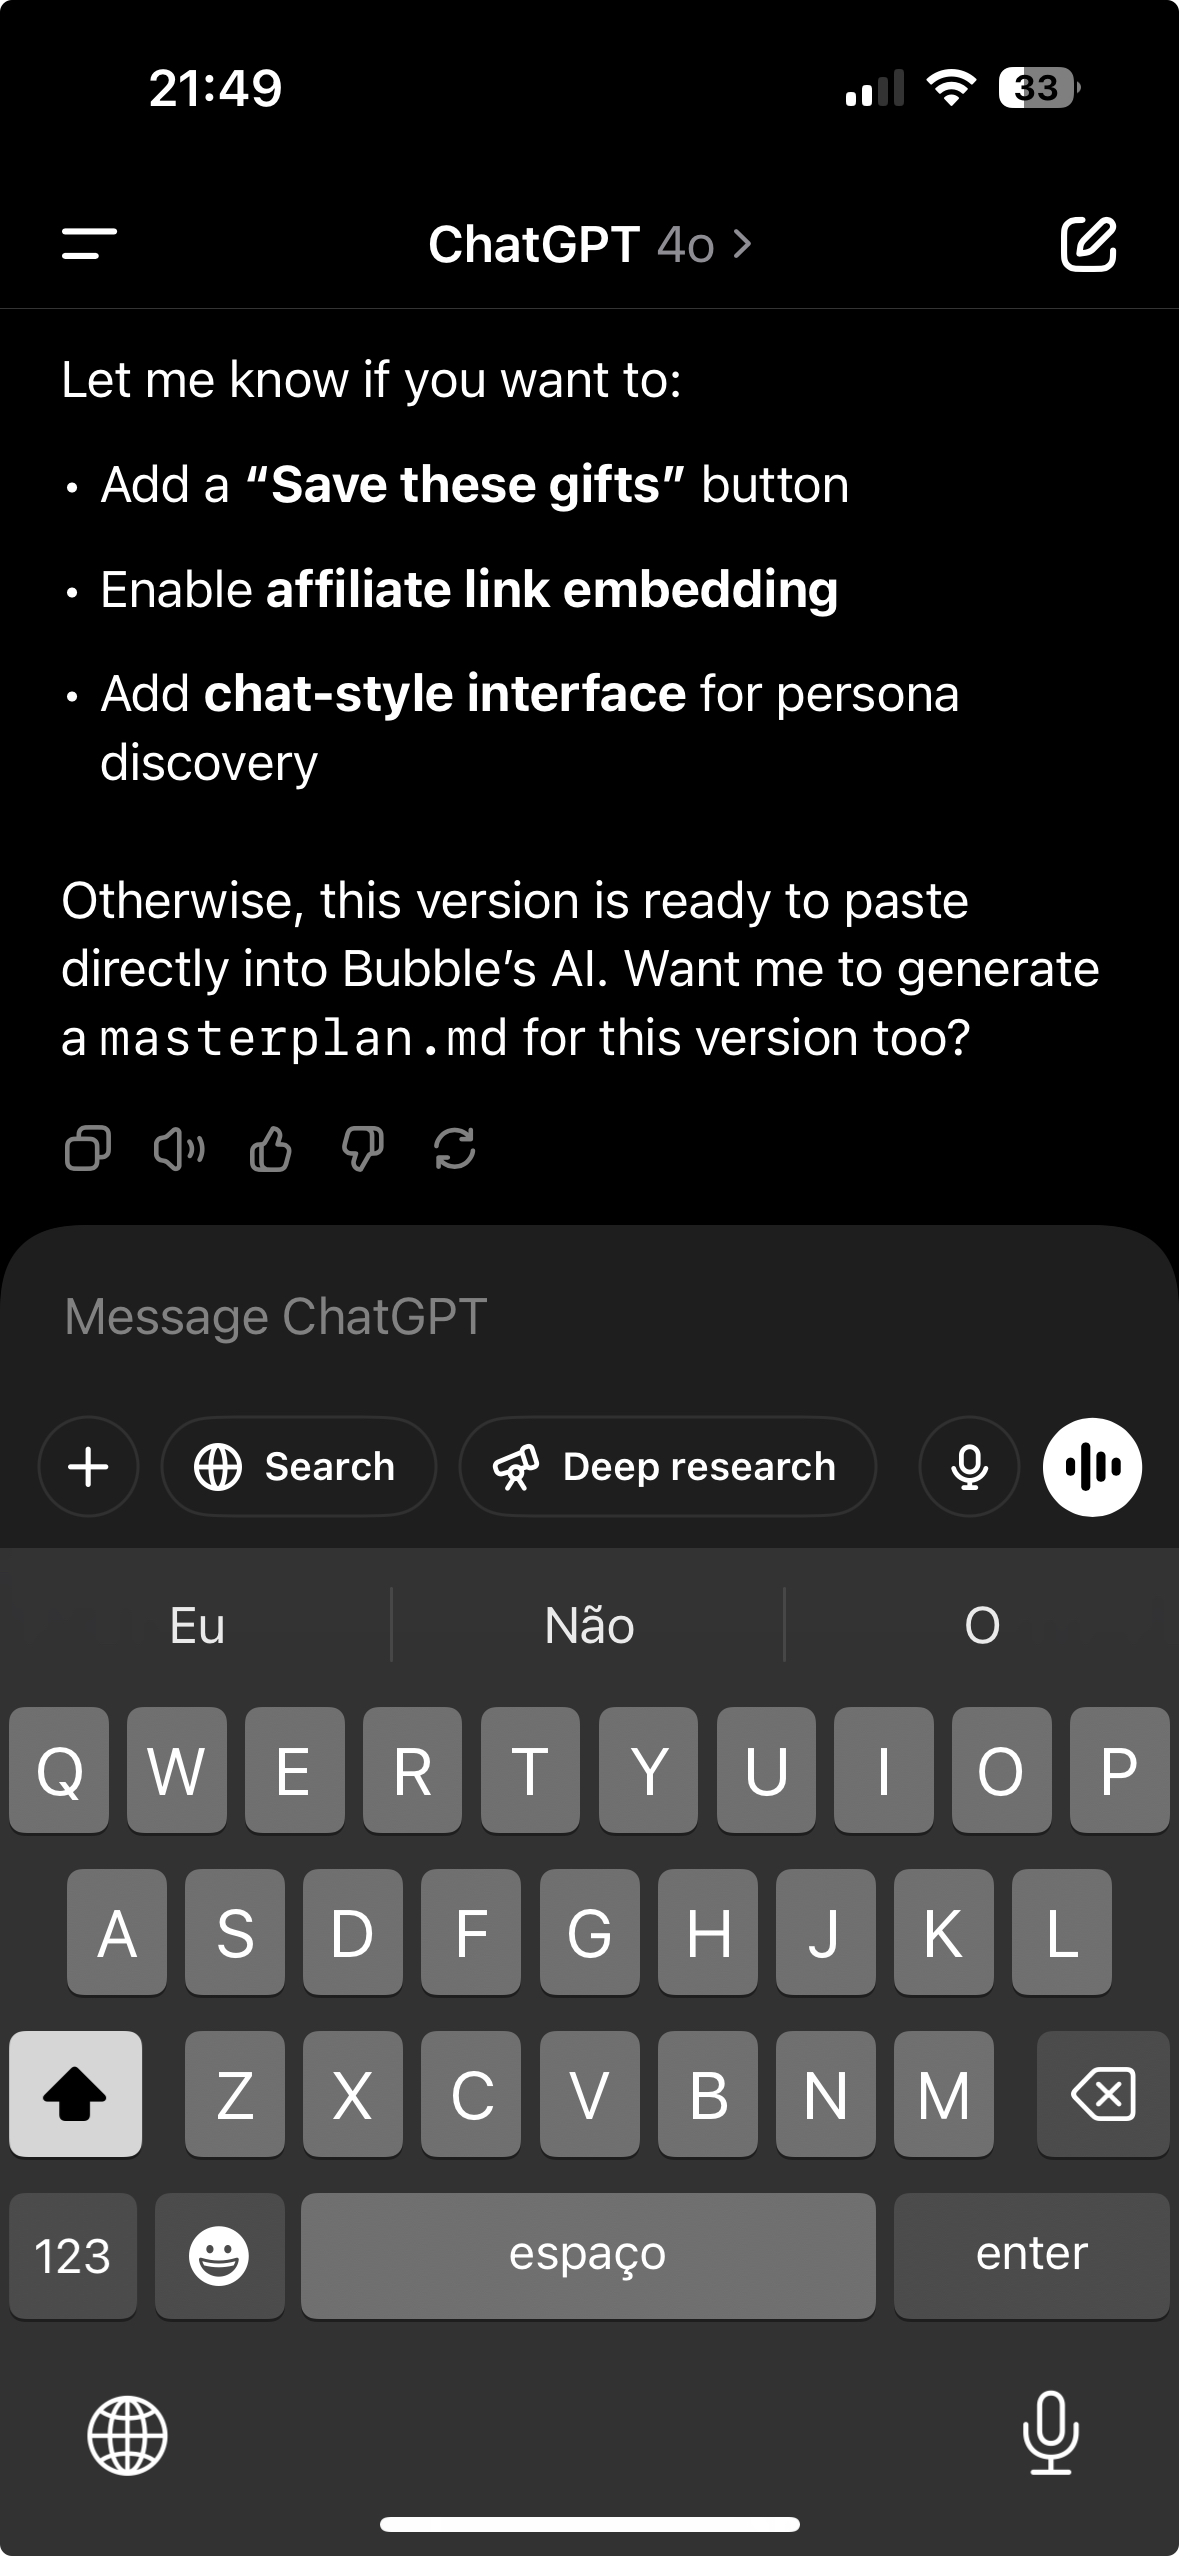 21:49
33
ChatGPT 4o
Let me know if you want to:
• Add a “Save these gifts” button
• Enable affiliate link embedding
• Add chat-style interface for persona
discovery
Otherwise, this version is ready to paste
directly into Bubble’s AI. Want me to generate
a masterplan.md for this version too?
Message ChatGPT
Search
Deep research
Eu
Não
O
Q W E R T Y U I O P
A S D F G H J K L
Z X C V B N M
123
espaço
enter